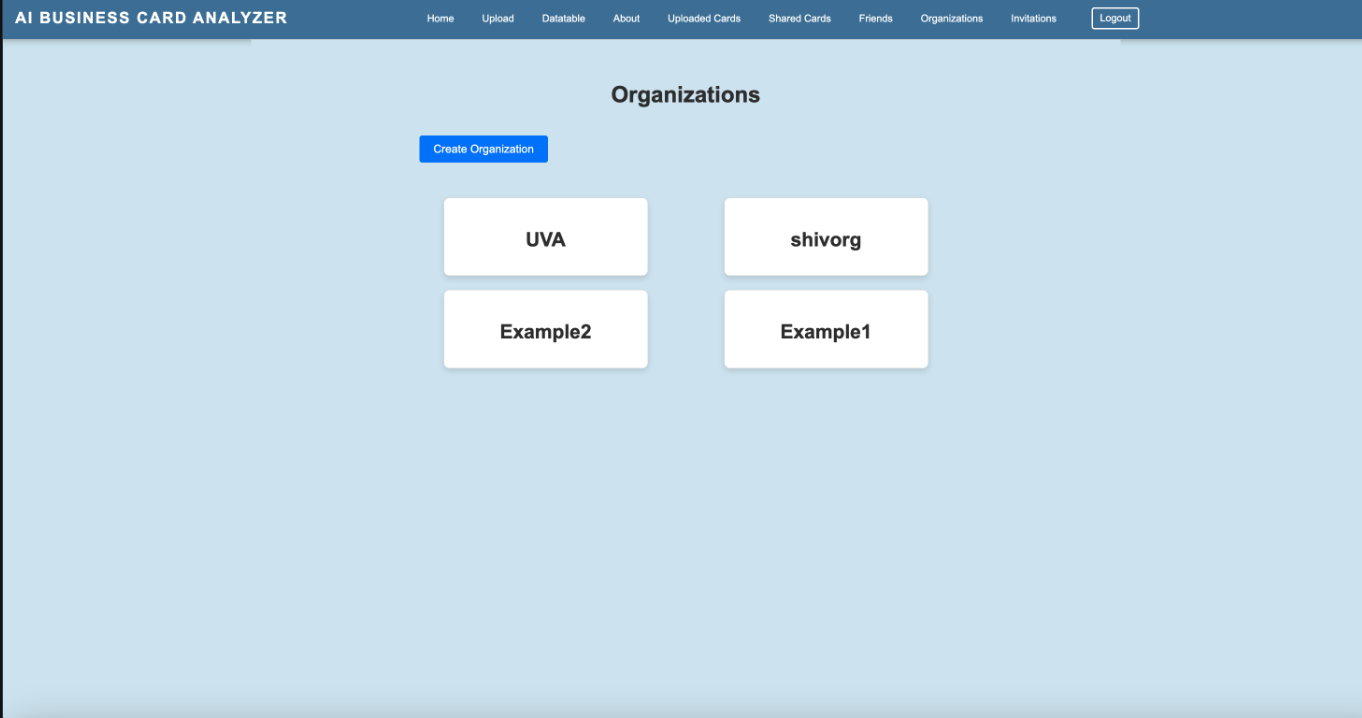 AI BUSINESS CARD ANALYZER Home Upload Datatable About Uploaded Cards Shared Cards Friends Organizations Invitations Logout
Organizations
Create Organization
UVA shivorg
Example2 Example1